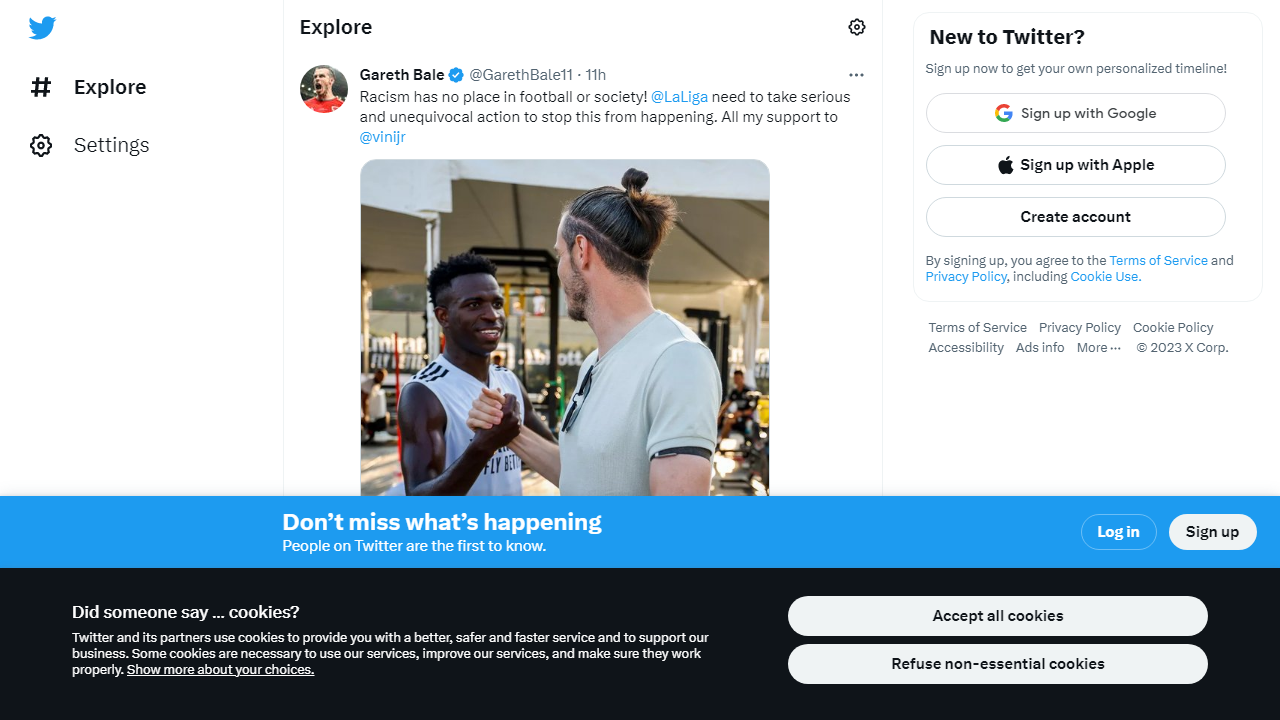 Explore
Settings
Explore
Gareth Bale @GarethBale11 · 11h
Racism has no place in football or society! @LaLiga need to take serious
and unequivocal action to stop this from happening. All my support to
@vinijr
FLY BET
New to Twitter?
Sign up now to get your own personalized timeline!
Sign up with Google
Sign up with Apple
Create account
By signing up, you agree to the Terms of Service and
Privacy Policy, including Cookie Use.
Terms of Service Privacy Policy Cookie Policy
Accessibility Ads info More ··· © 2023 X Corp.
Don’t miss what’s happening
People on Twitter are the first to know.
Log in
Sign up
Did someone say … cookies?
Twitter and its partners use cookies to provide you with a better, safer and faster service and to support our
business. Some cookies are necessary to use our services, improve our services, and make sure they work
properly. Show more about your choices.
Accept all cookies
Refuse non-essential cookies